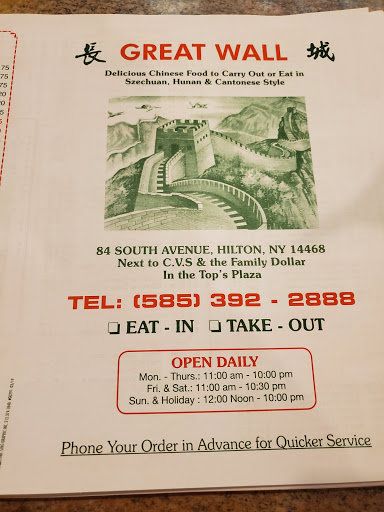 長 GREAT WALL 城
Delicious Chinese Food to Carry Out or Eat in
Szechuan, Hunan & Cantonese Style
84 SOUTH AVENUE, HILTON, NY 14468
Next to C.V.S & the Family Dollar
In the Top's Plaza
TEL: (585) 392 - 2888
❏ EAT - IN ❏ TAKE - OUT
OPEN DAILY
Mon. - Thurs.: 11:00 am - 10:00 pm
Fri. & Sat.: 11:00 am - 10:30 pm
Sun. & Holiday : 12:00 Noon - 10:00 pm
Phone Your Order in Advance for Quicker Service